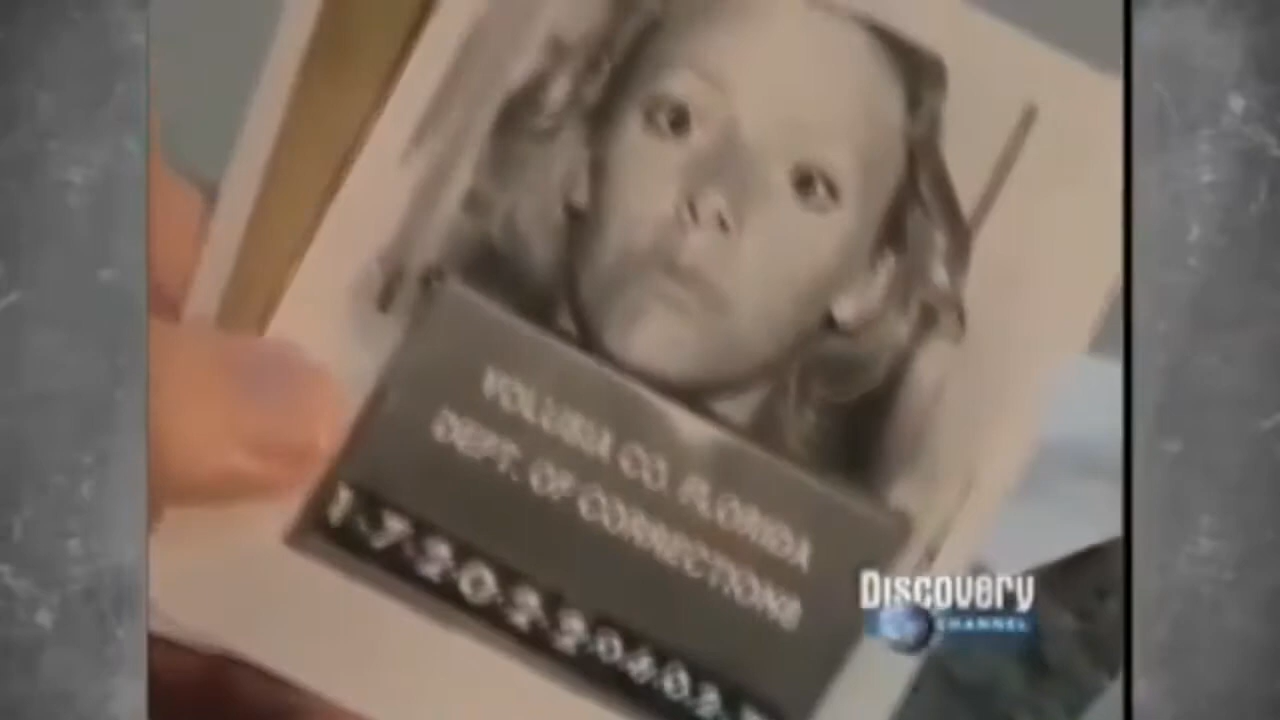 VOLUSIA CO. FLORIDA
DEPT. OF CORRECTIONS
Discovery
CHANNEL